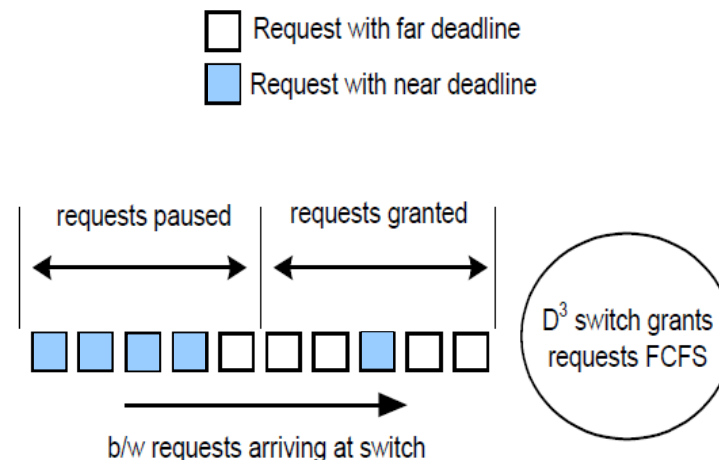 Request with far deadline
Request with near deadline
requests paused
requests granted
D³ switch grants
requests FCFS
b/w requests arriving at switch